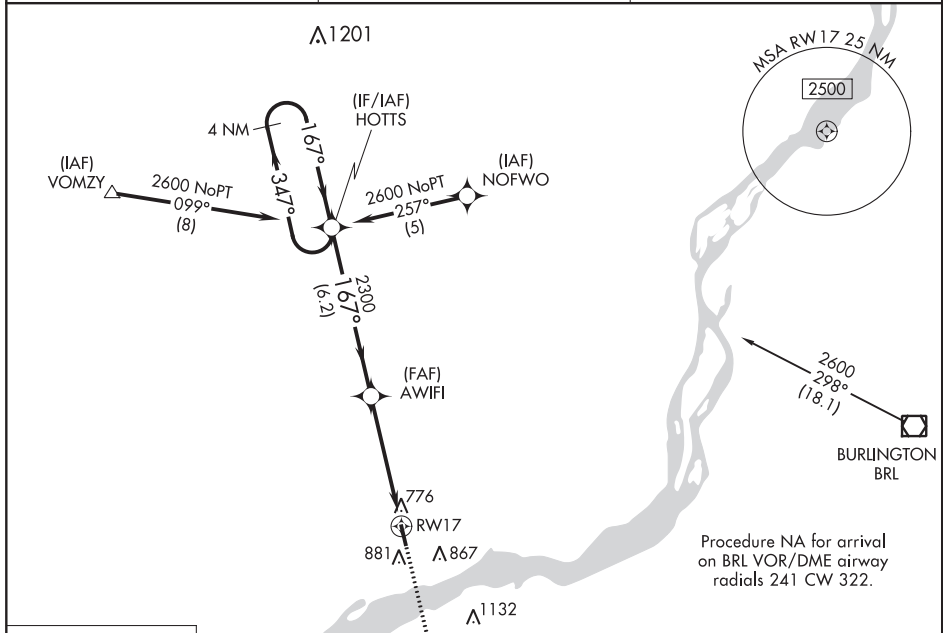 1201
MSA RW17 25 NM
2500
(IF/IAF)
HOTTS
4 NM
167°
347°
(IAF)
VOMZY
2600 NoPT
099°
(8)
(IAF)
NOFWO
2600 NoPT
257°
(5)
2300
167°
(6.2)
(FAF)
AWIFI
2600
298°
(18.1)
BURLINGTON
BRL
776
RW17
881
867
1132
Procedure NA for arrival
on BRL VOR/DME airway
radials 241 CW 322.